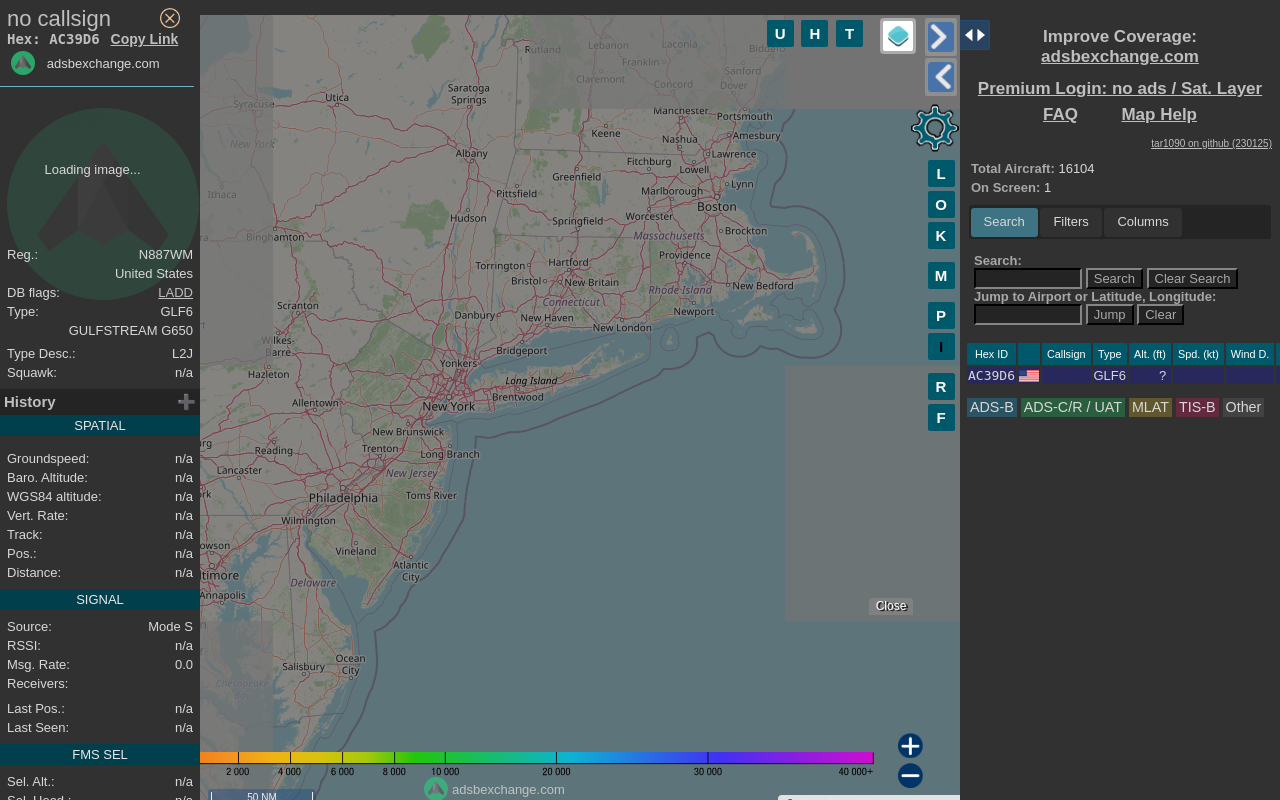 no callsign
Hex: AC39D6 Copy Link
adsbexchange.com
Loading image...
Reg.: N887WM
United States
DB flags: LADD
Type: GLF6
GULFSTREAM G650
Type Desc.: L2J
Squawk: n/a
History
SPATIAL
Groundspeed: n/a
Baro. Altitude: n/a
WGS84 altitude: n/a
Vert. Rate: n/a
Track: n/a
Pos.: n/a
Distance: n/a
SIGNAL
Source: Mode S
RSSI: n/a
Msg. Rate: 0.0
Receivers:
Last Pos.: n/a
Last Seen: n/a
FMS SEL
Sel. Alt.: n/a
Sel. Head.: n/a
U H T
Rutland
Lebanon
Laconia
Franklin
Sanford
Claremont
Concord
Dover
Syracuse
Utica
Saratoga
Springs
Manchester
Portsmouth
Keene
Nashua
Amesbury
New York
Albany
Fitchburg
Lawrence
Lowell
Greenfield
Marlborough
Lynn
Ithaca
Pittsfield
Hudson
Springfield
Worcester
Boston
Binghamton
Massachusetts
Brockton
Torrington
Hartford
Providence
Bristol
New Britain
Rhode Island
New Bedford
Scranton
Connecticut
Danbury
New Haven
New London
Newport
Wilkes-
Barre
Bridgeport
Hazleton
Yonkers
Long Island
Allentown
New York
Brentwood
New Brunswick
Reading
Trenton
Long Branch
Lancaster
New Jersey
Philadelphia
Toms River
Wilmington
Vineland
Atlantic
City
Delaware
Annapolis
Salisbury
Ocean
City
Chesapeake
Close
L
O
K
M
P
I
R
F
2 000 4 000 6 000 8 000 10 000 20 000 30 000 40 000+
adsbexchange.com
50 NM
Improve Coverage:
adsbexchange.com
Premium Login: no ads / Sat. Layer
FAQ Map Help
tar1090 on github (230125)
Total Aircraft: 16104
On Screen: 1
Search Filters Columns
Search:
Search Clear Search
Jump to Airport or Latitude, Longitude:
Jump Clear
Hex ID Callsign Type Alt. (ft) Spd. (kt) Wind D.
AC39D6 GLF6 ?
ADS-B ADS-C/R / UAT MLAT TIS-B Other